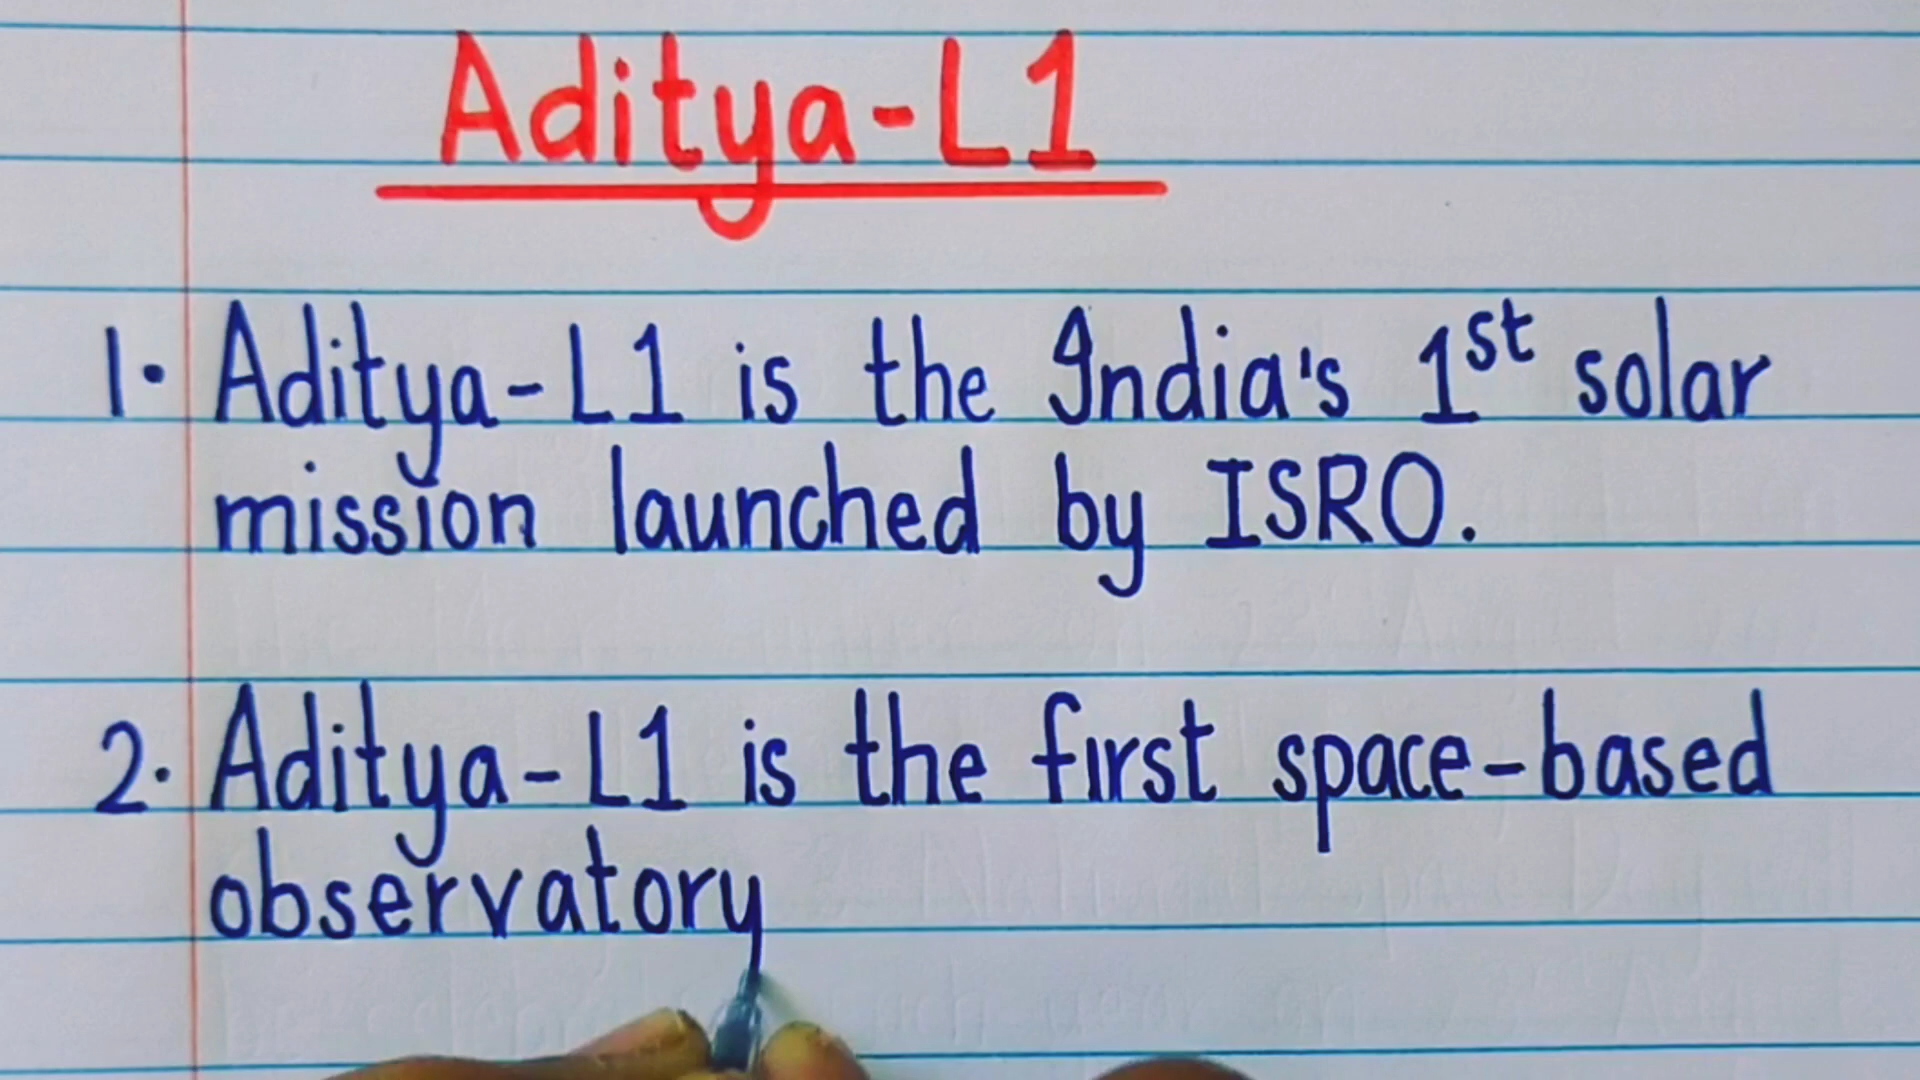 Aditya-L1
1. Aditya-L1 is the India's 1st solar
mission launched by ISRO.
2. Aditya-L1 is the first space-based
observatory